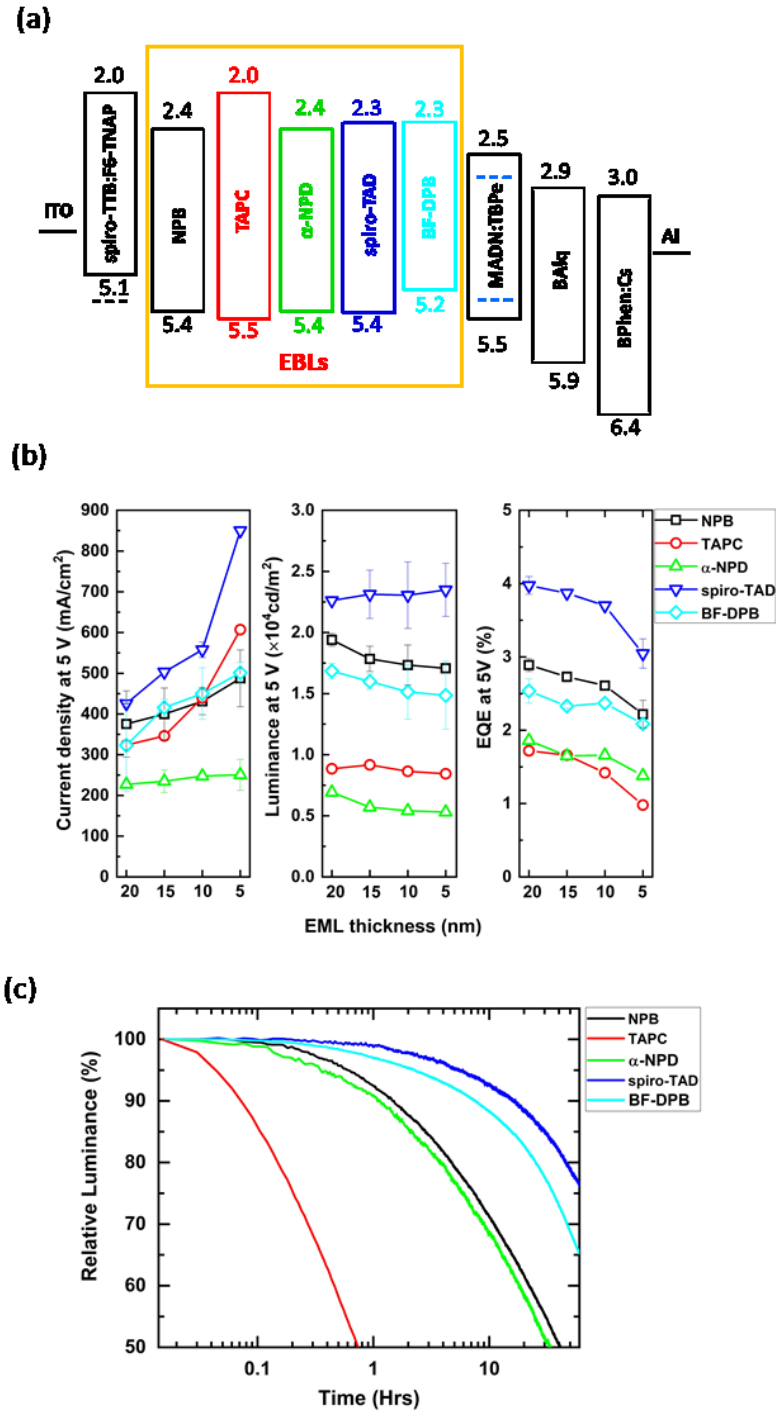 (a)
2.0
2.0
2.4
2.4
2.3
2.3
2.5
2.9
3.0
ITO
spiro-TTB:F6-TNAP
NPB
TAPC
α-NPD
spiro-TAD
BF-DPB
MADN:TBPe
BAlq
BPhen:Cs
Al
5.1
5.4
5.5
5.4
5.4
5.2
5.5
5.9
6.4
EBLs
(b)
Current density at 5 V (mA/cm²)
900
800
700
600
500
400
300
200
100
0
20 15 10 5
Luminance at 5 V (×10⁴cd/m²)
3.0
2.5
2.0
1.5
1.0
0.5
0.0
20 15 10 5
EQE at 5V (%)
5
4
3
2
1
0
20 15 10 5
NPB
TAPC
α-NPD
spiro-TAD
BF-DPB
EML thickness (nm)
(c)
Relative Luminance (%)
100
90
80
70
60
50
0.1 1 10
Time (Hrs)
NPB
TAPC
α-NPD
spiro-TAD
BF-DPB